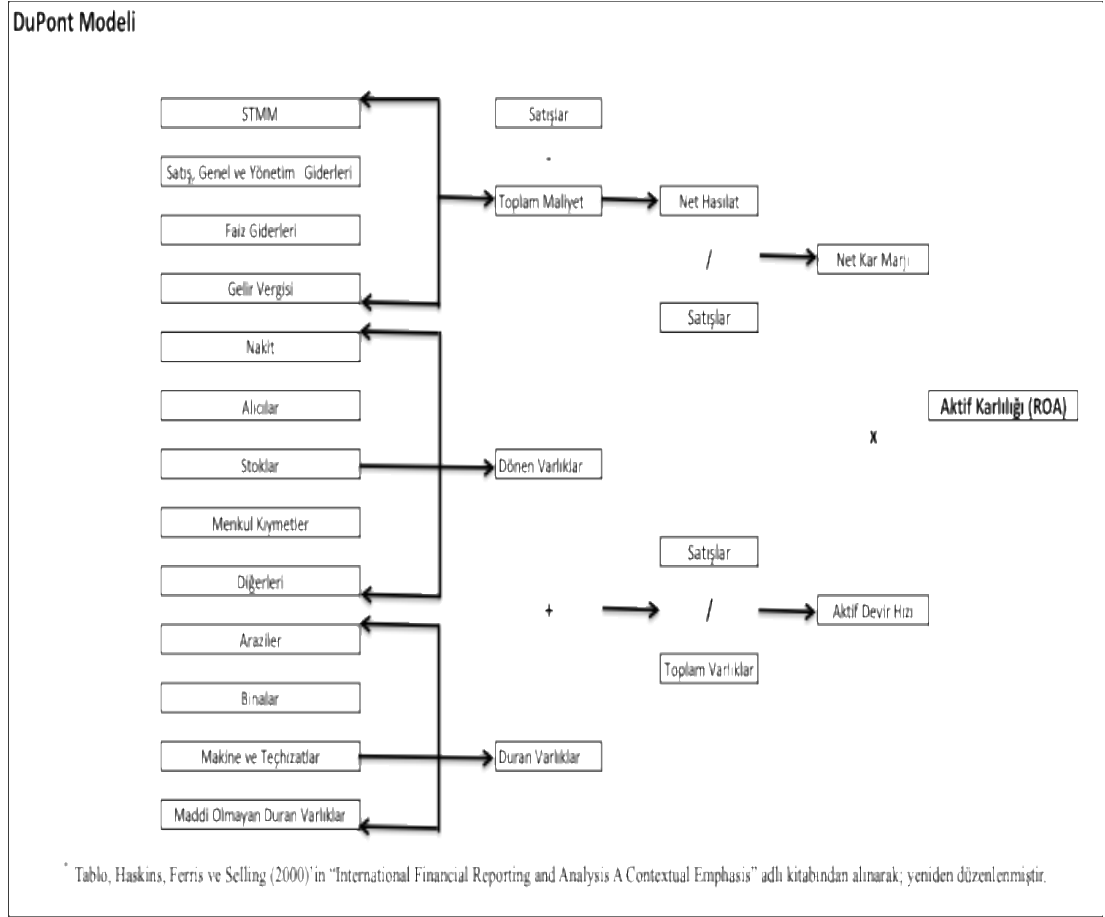 DuPont Modeli
STMM
Satış, Genel ve Yönetim Giderleri
Faiz Giderleri
Gelir Vergisi
Nakit
Alıcılar
Stoklar
Menkul Kıymetler
Diğerleri
Araziler
Binalar
Makine ve Teçhizatlar
Maddi Olmayan Duran Varlıklar
Satışlar
-
Toplam Maliyet
Dönen Varlıklar
+
Duran Varlıklar
Net Hasılat
/
Satışlar
Satışlar
/
Toplam Varlıklar
Net Kar Marjı
x
Aktif Devir Hızı
Aktif Karlılığı (ROA)
* Tablo, Haskins, Ferris ve Selling (2000)'in “International Financial Reporting and Analysis A Contextual Emphasis” adlı kitabından alınarak; yeniden düzenlenmiştir.